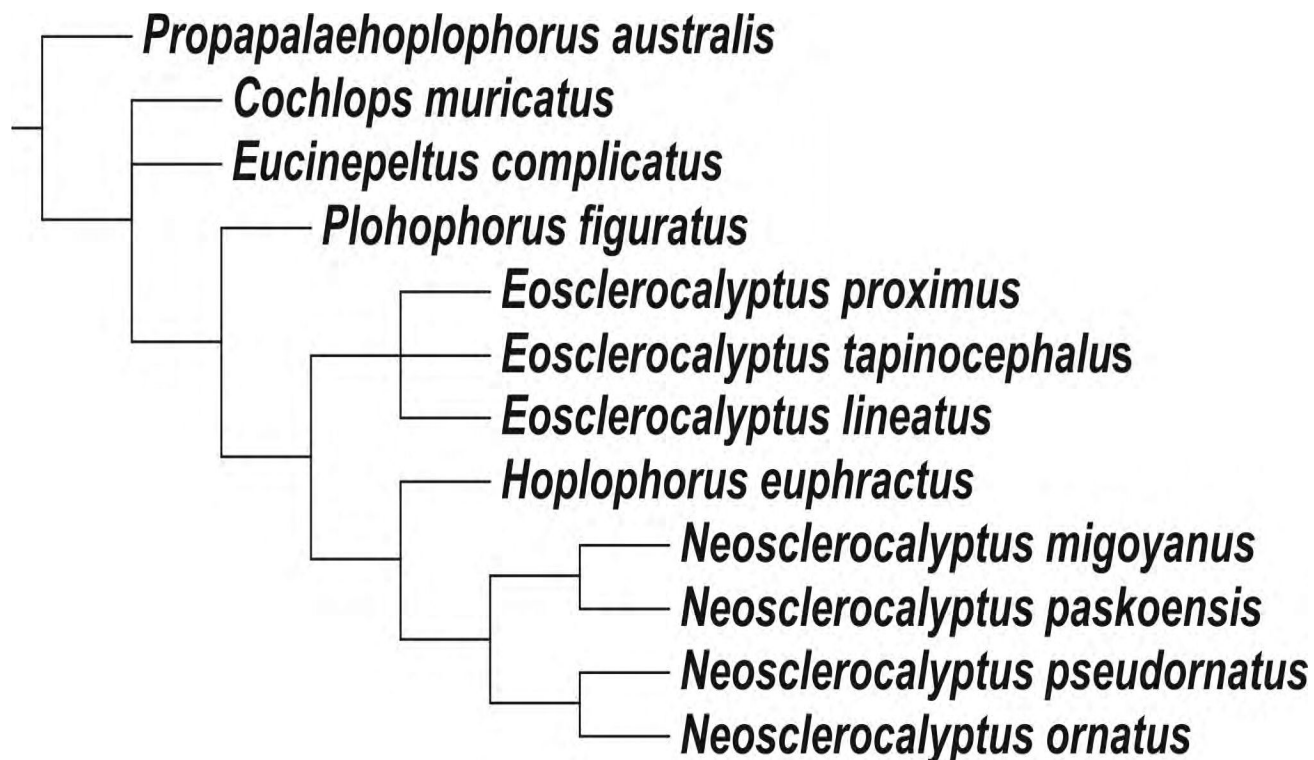 Propapalaehoplophorus australis
Cochlops muricatus
Eucinepeltus complicatus
Plohophorus figuratus
Eosclerocalyptus proximus
Eosclerocalyptus tapinocephalus
Eosclerocalyptus lineatus
Hoplophorus euphractus
Neosclerocalyptus migoyanus
Neosclerocalyptus paskoensis
Neosclerocalyptus pseudornatus
Neosclerocalyptus ornatus